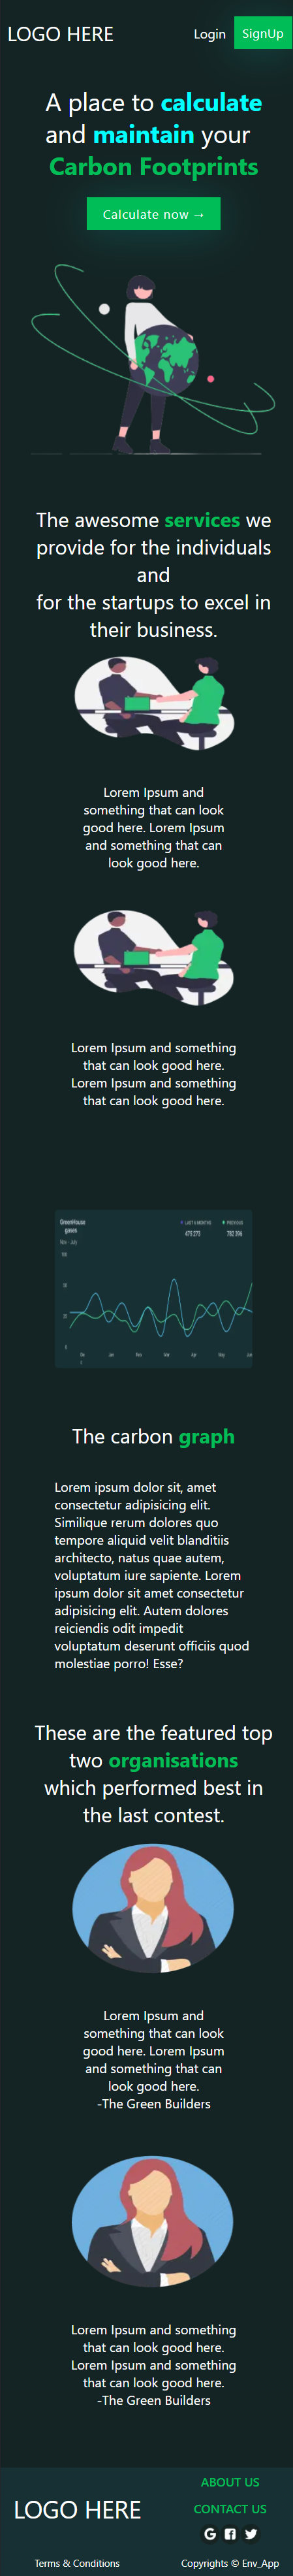 LOGO HERE
Login
SignUp
A place to calculate
and maintain your
Carbon Footprints
Calculate now →
The awesome services we
provide for the individuals
and
for the startups to excel in
their business.
Lorem Ipsum and
something that can look
good here. Lorem Ipsum
and something that can
look good here.
Lorem Ipsum and something
that can look good here.
Lorem Ipsum and something
that can look good here.
GreenHouse
gases
Nov - July
LAST 6 MONTHS
475 273
PREVIOUS
782 396
The carbon graph
Lorem ipsum dolor sit, amet
consectetur adipisicing elit.
Similique rerum dolores quo
tempore aliquid velit blanditiis
architecto, natus quae autem,
voluptatum iure sapiente. Lorem
ipsum dolor sit amet consectetur
adipisicing elit. Autem dolores
reiciendis odit impedit
voluptatum deserunt officiis quod
molestiae porro! Esse?
These are the featured top
two organisations
which performed best in
the last contest.
Lorem Ipsum and
something that can look
good here. Lorem Ipsum
and something that can
look good here.
-The Green Builders
Lorem Ipsum and something
that can look good here.
Lorem Ipsum and something
that can look good here.
-The Green Builders
LOGO HERE
ABOUT US
CONTACT US
Terms & Conditions
Copyrights © Env_App